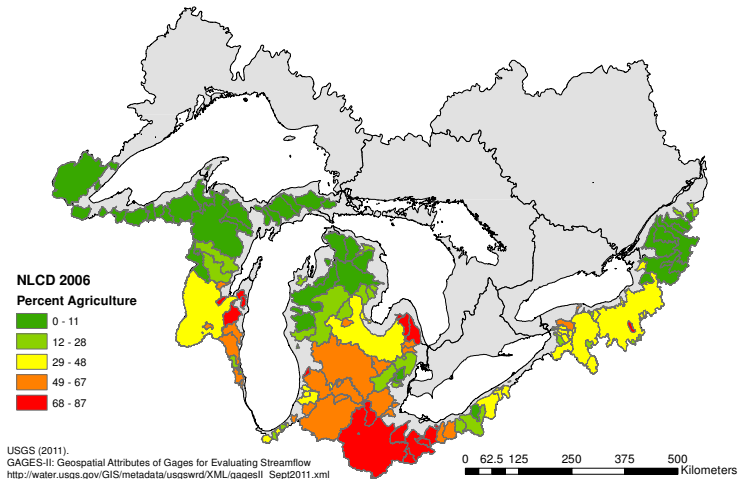 NLCD 2006
Percent Agriculture
0 - 11
12 - 28
29 - 48
49 - 67
68 - 87
USGS (2011).
GAGES-II: Geospatial Attributes of Gages for Evaluating Streamflow
http://water.usgs.gov/GIS/metadata/usgswrd/XML/gagesII_Sept2011.xml
0 62.5 125 250 375 500
Kilometers